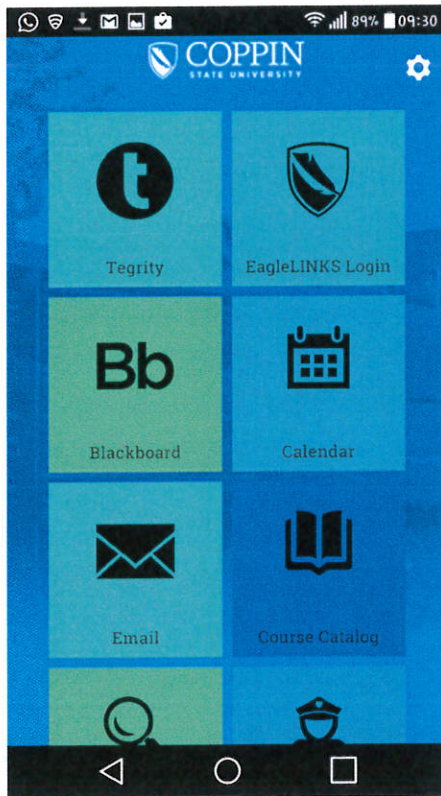 89% 09:30
COPPIN
STATE UNIVERSITY
t
Tegrity
EagleLINKS Login
Bb
Blackboard
Calendar
Email
Course Catalog